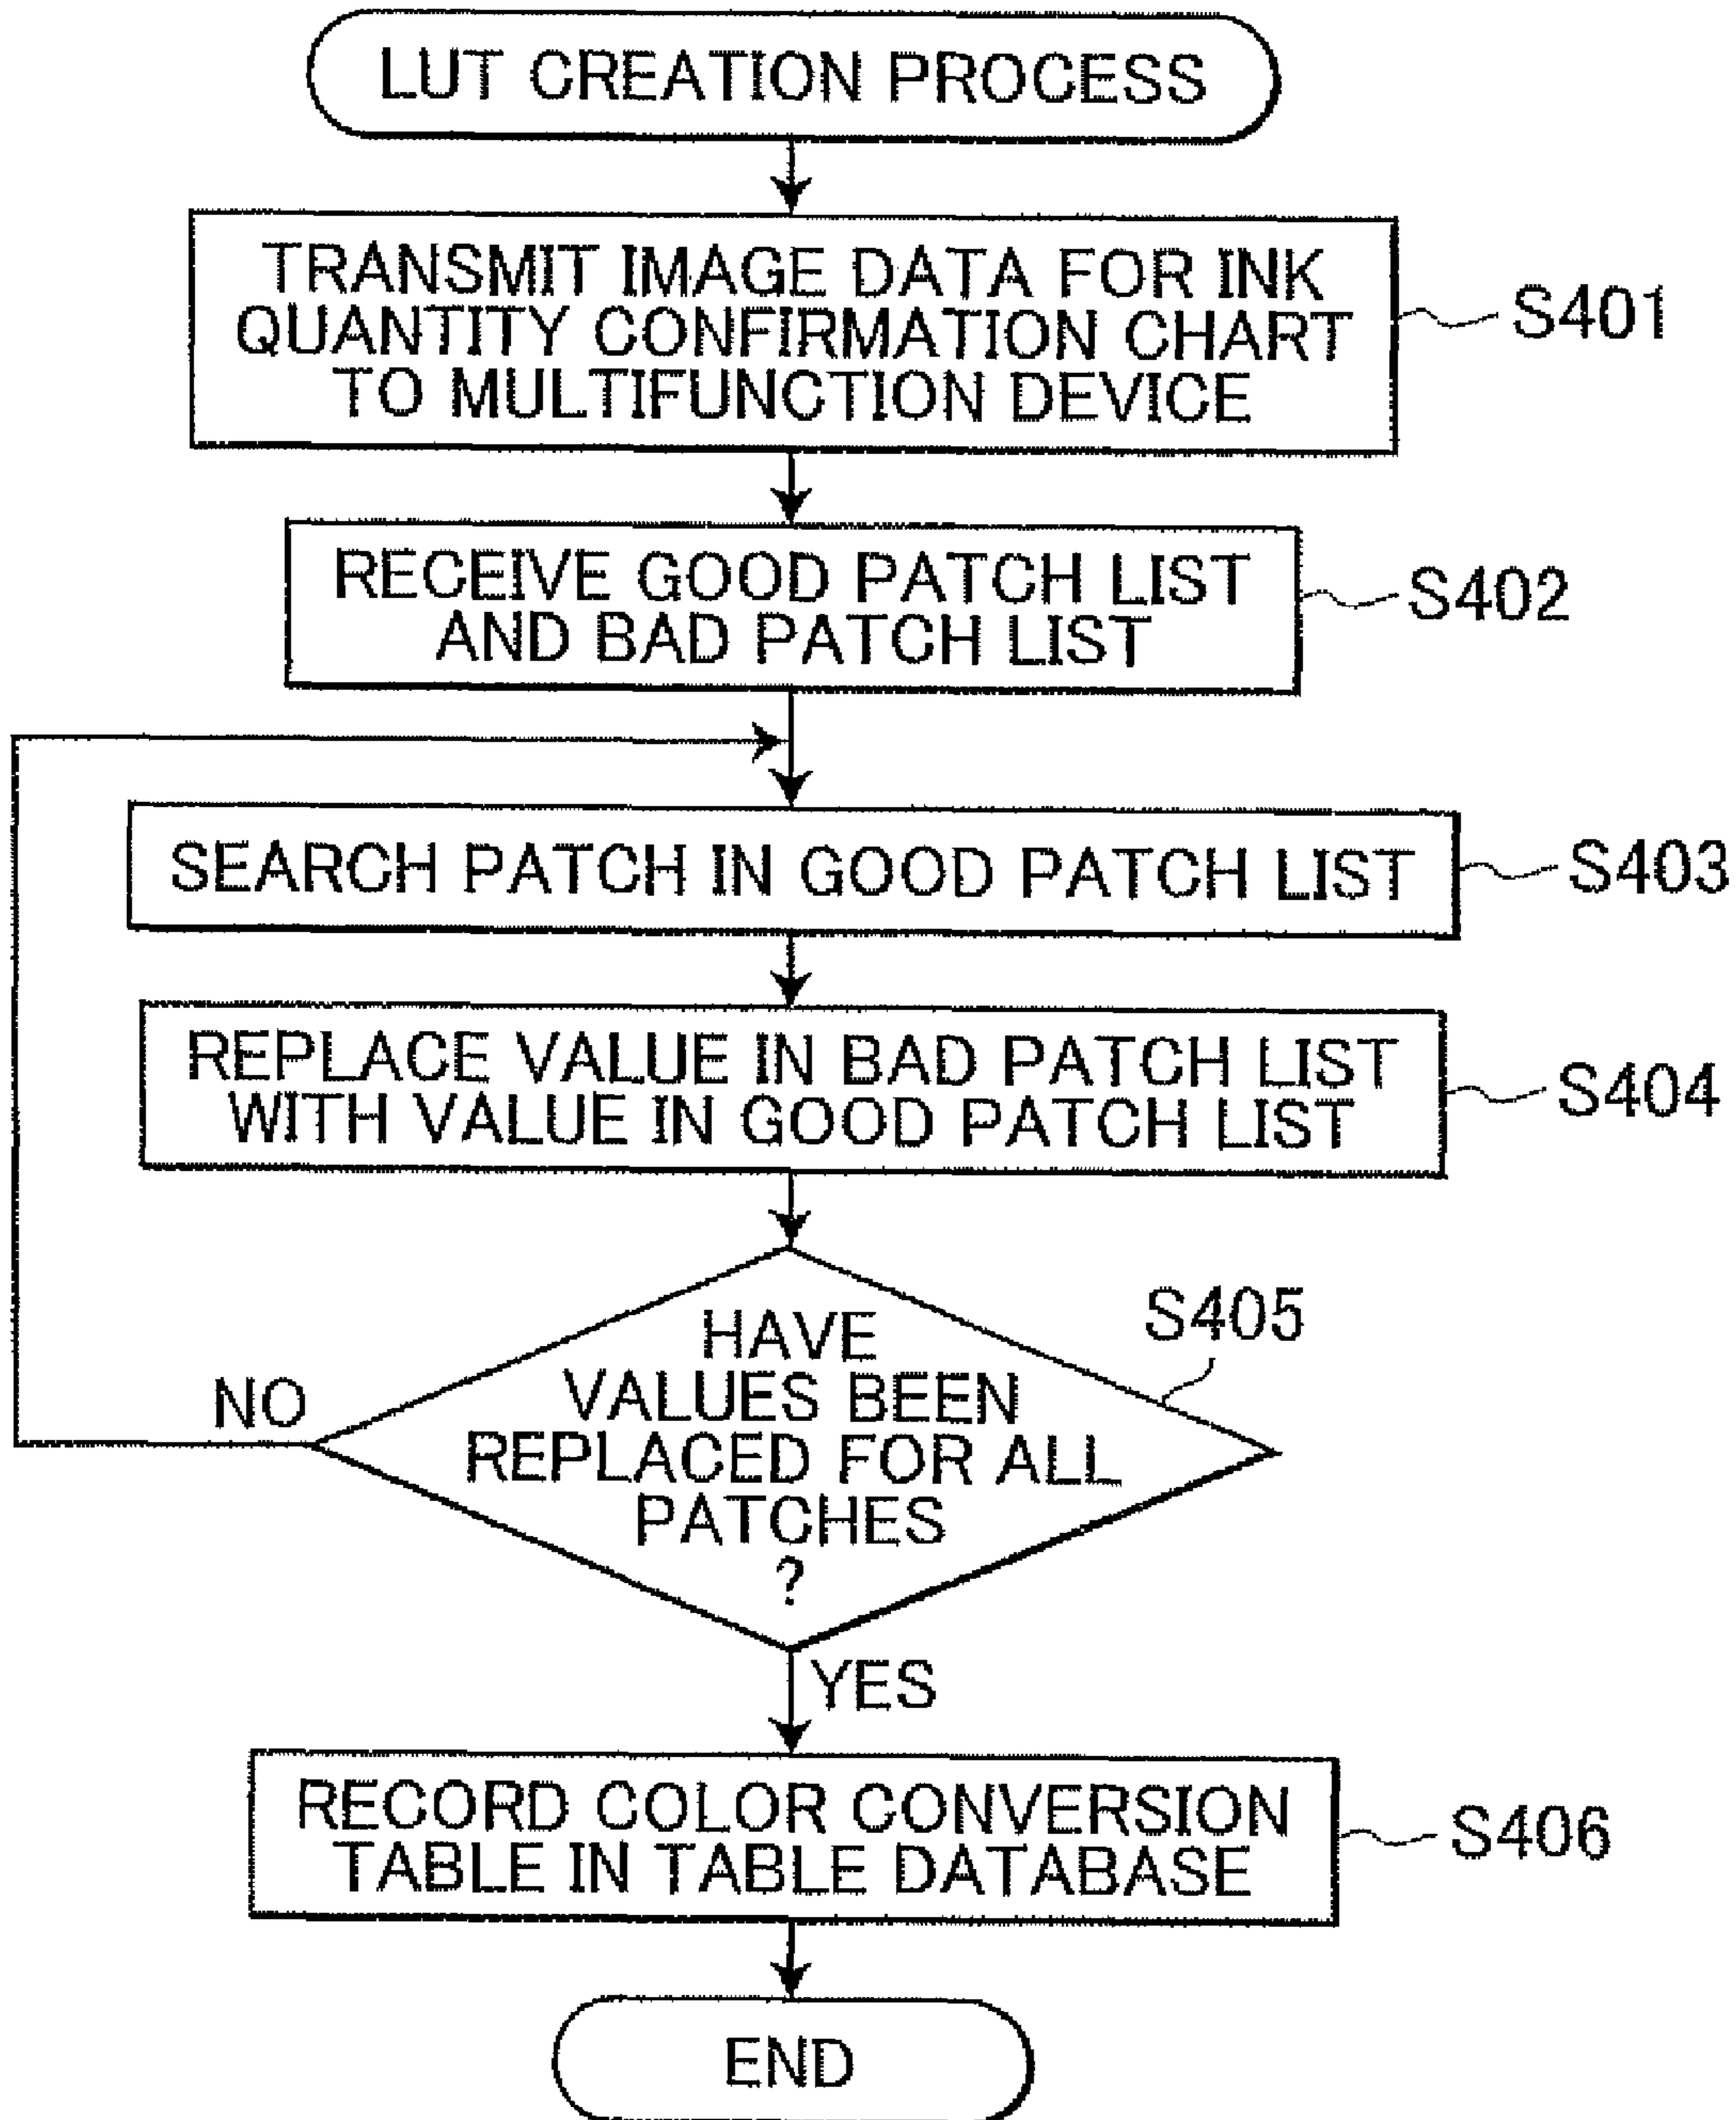 LUT CREATION PROCESS
TRANSMIT IMAGE DATA FOR INK
QUANTITY CONFIRMATION CHART
TO MULTIFUNCTION DEVICE
S401
RECEIVE GOOD PATCH LIST
AND BAD PATCH LIST
S402
SEARCH PATCH IN GOOD PATCH LIST
S403
REPLACE VALUE IN BAD PATCH LIST
WITH VALUE IN GOOD PATCH LIST
S404
HAVE
VALUES BEEN
REPLACED FOR ALL
PATCHES
?
S405
NO
YES
RECORD COLOR CONVERSION
TABLE IN TABLE DATABASE
S406
END